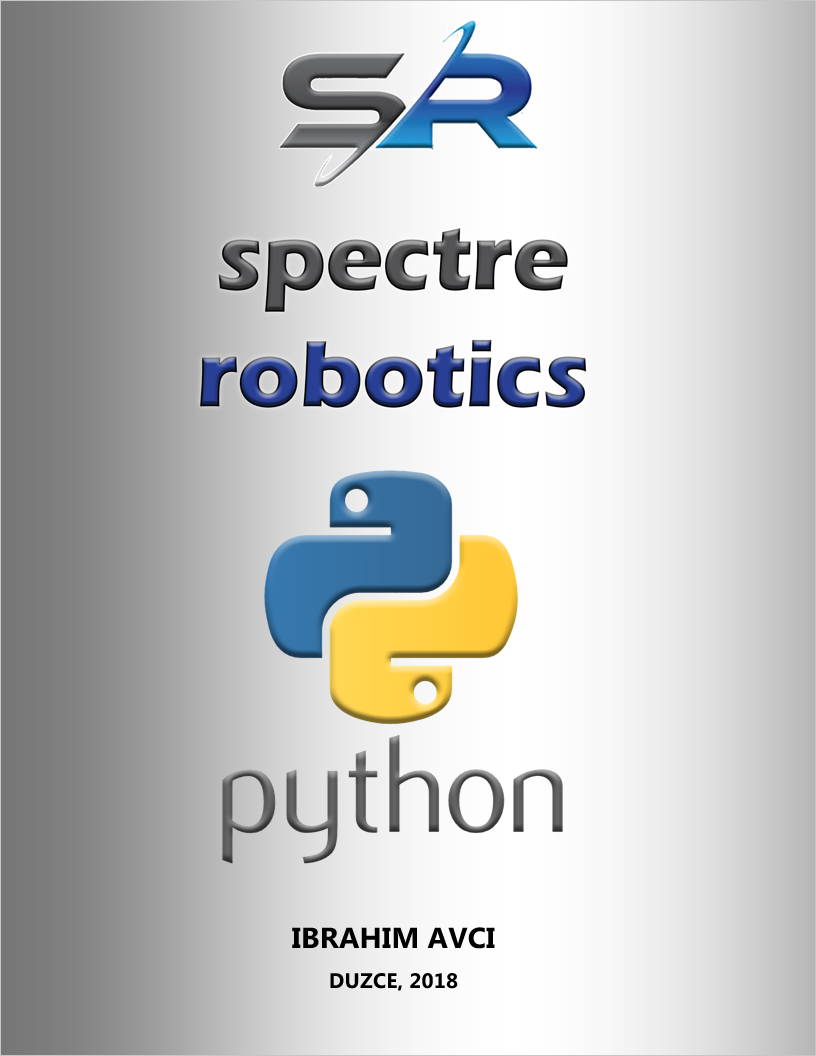 SR
spectre
robotics
python
IBRAHIM AVCI
DUZCE, 2018